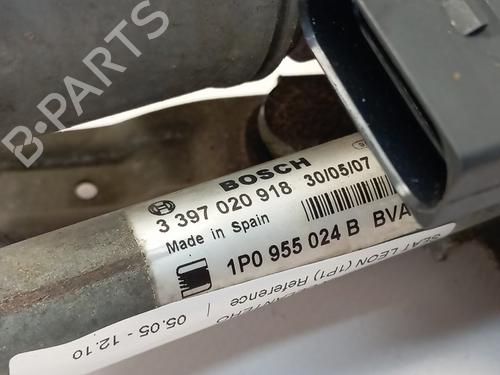 B-PARTS
BOSCH
3 397 020 918 30/05/07
Made in Spain
1P0 955 024 B BVA
SEAT LEON (1P1) Reference
05.05 - 12.10